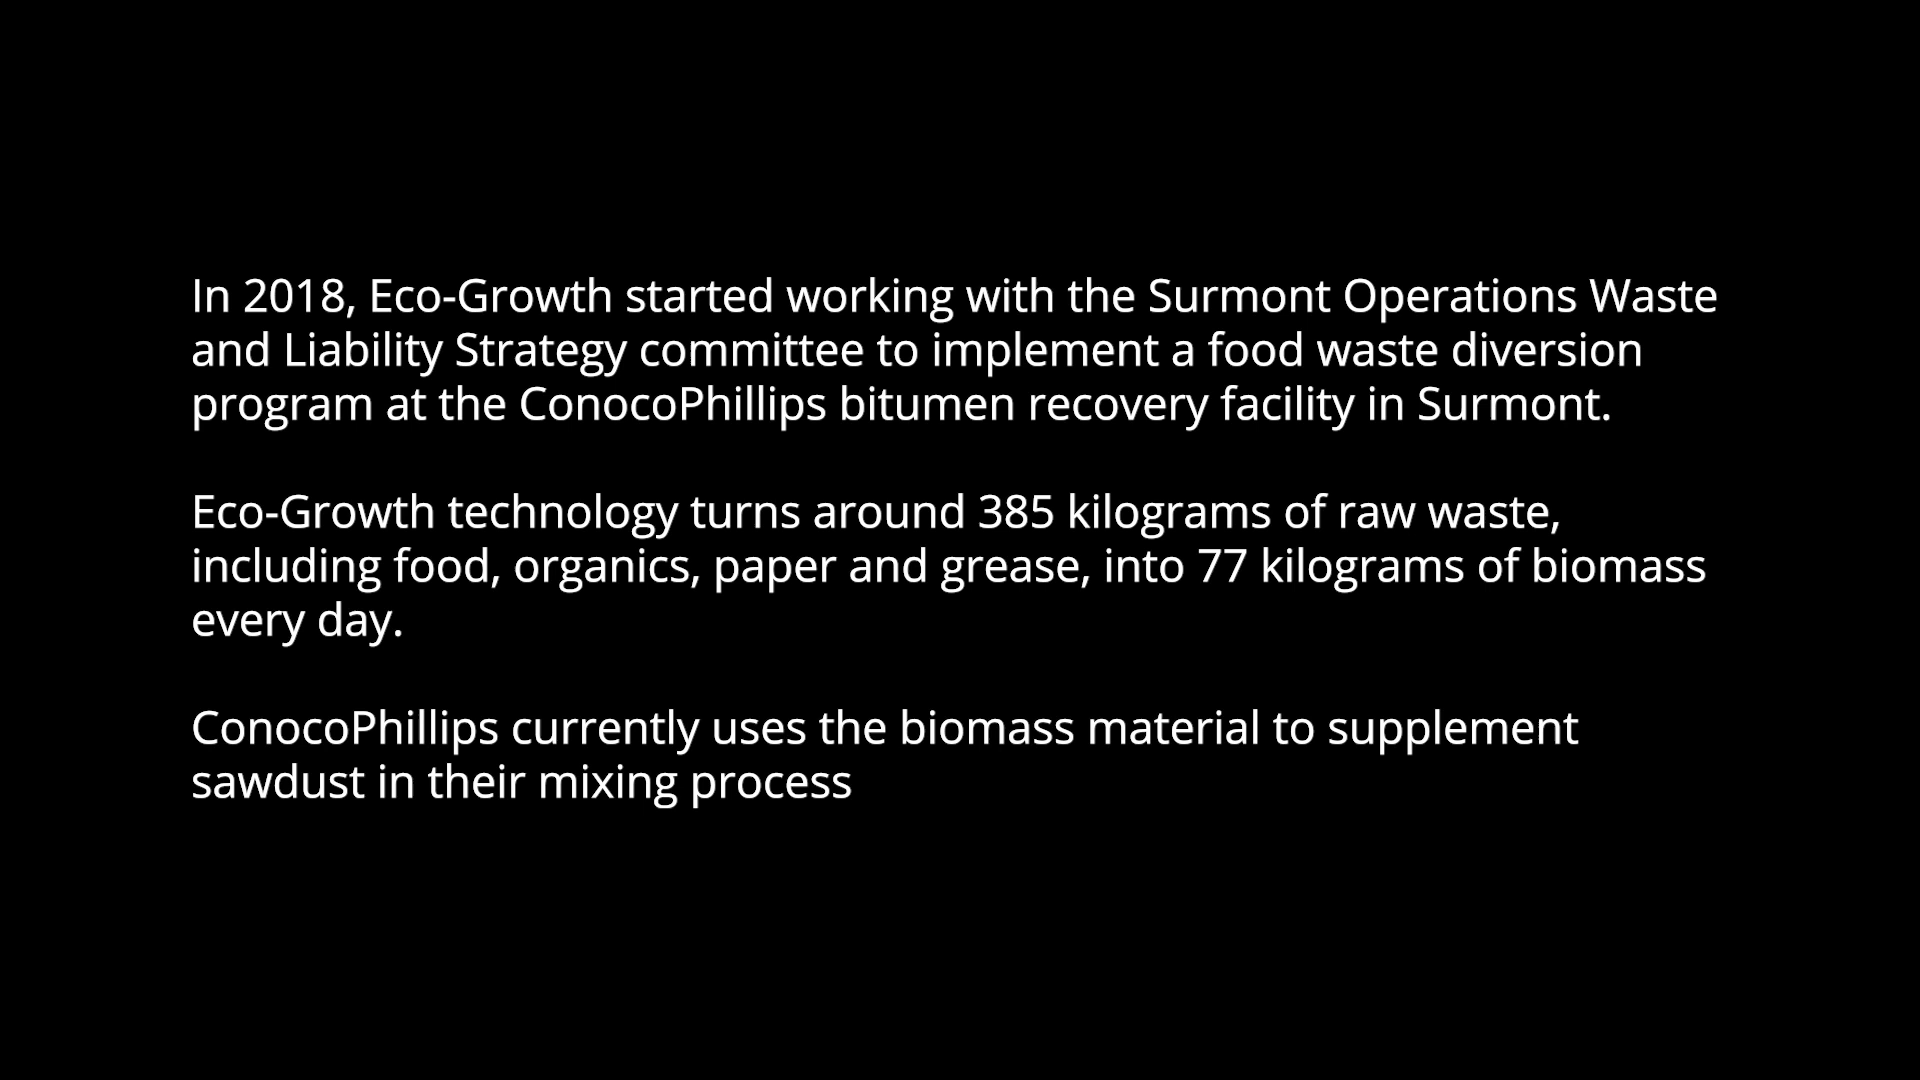 In 2018, Eco-Growth started working with the Surmont Operations Waste
and Liability Strategy committee to implement a food waste diversion
program at the ConocoPhillips bitumen recovery facility in Surmont.
Eco-Growth technology turns around 385 kilograms of raw waste,
including food, organics, paper and grease, into 77 kilograms of biomass
every day.
ConocoPhillips currently uses the biomass material to supplement
sawdust in their mixing process